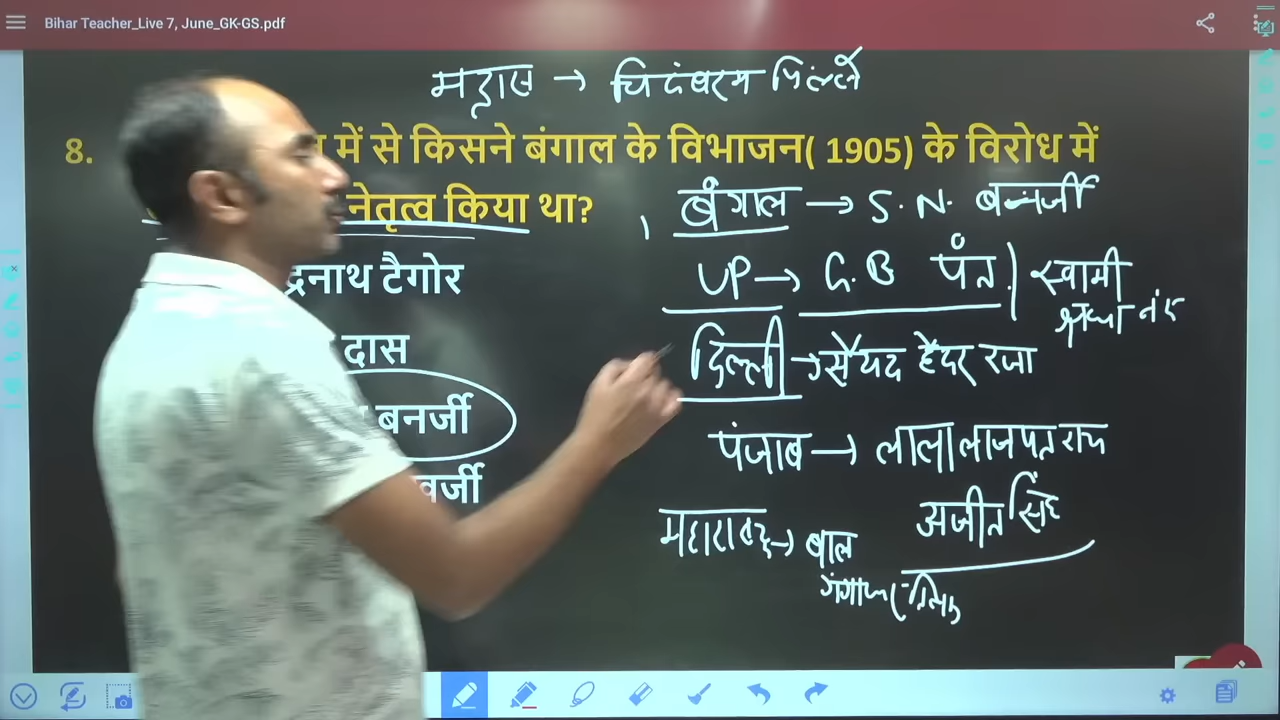 Bihar Teacher_Live 7, June_GK-GS.pdf
मद्रास → चिदंबरम पिल्ले
8. में से किसने बंगाल के विभाजन( 1905) के विरोध में
नेतृत्व किया था?
बंगाल → S. N. बनर्जी
द्रनाथ टैगोर
UP → G. B पंत स्वामी
दास
दिल्ली → सैयद हैदर रजा
बनर्जी
पंजाब → लाला लाजपत राय
वर्जी
अजीत सिंह
महाराष्ट्र → बाल
गंगाधर